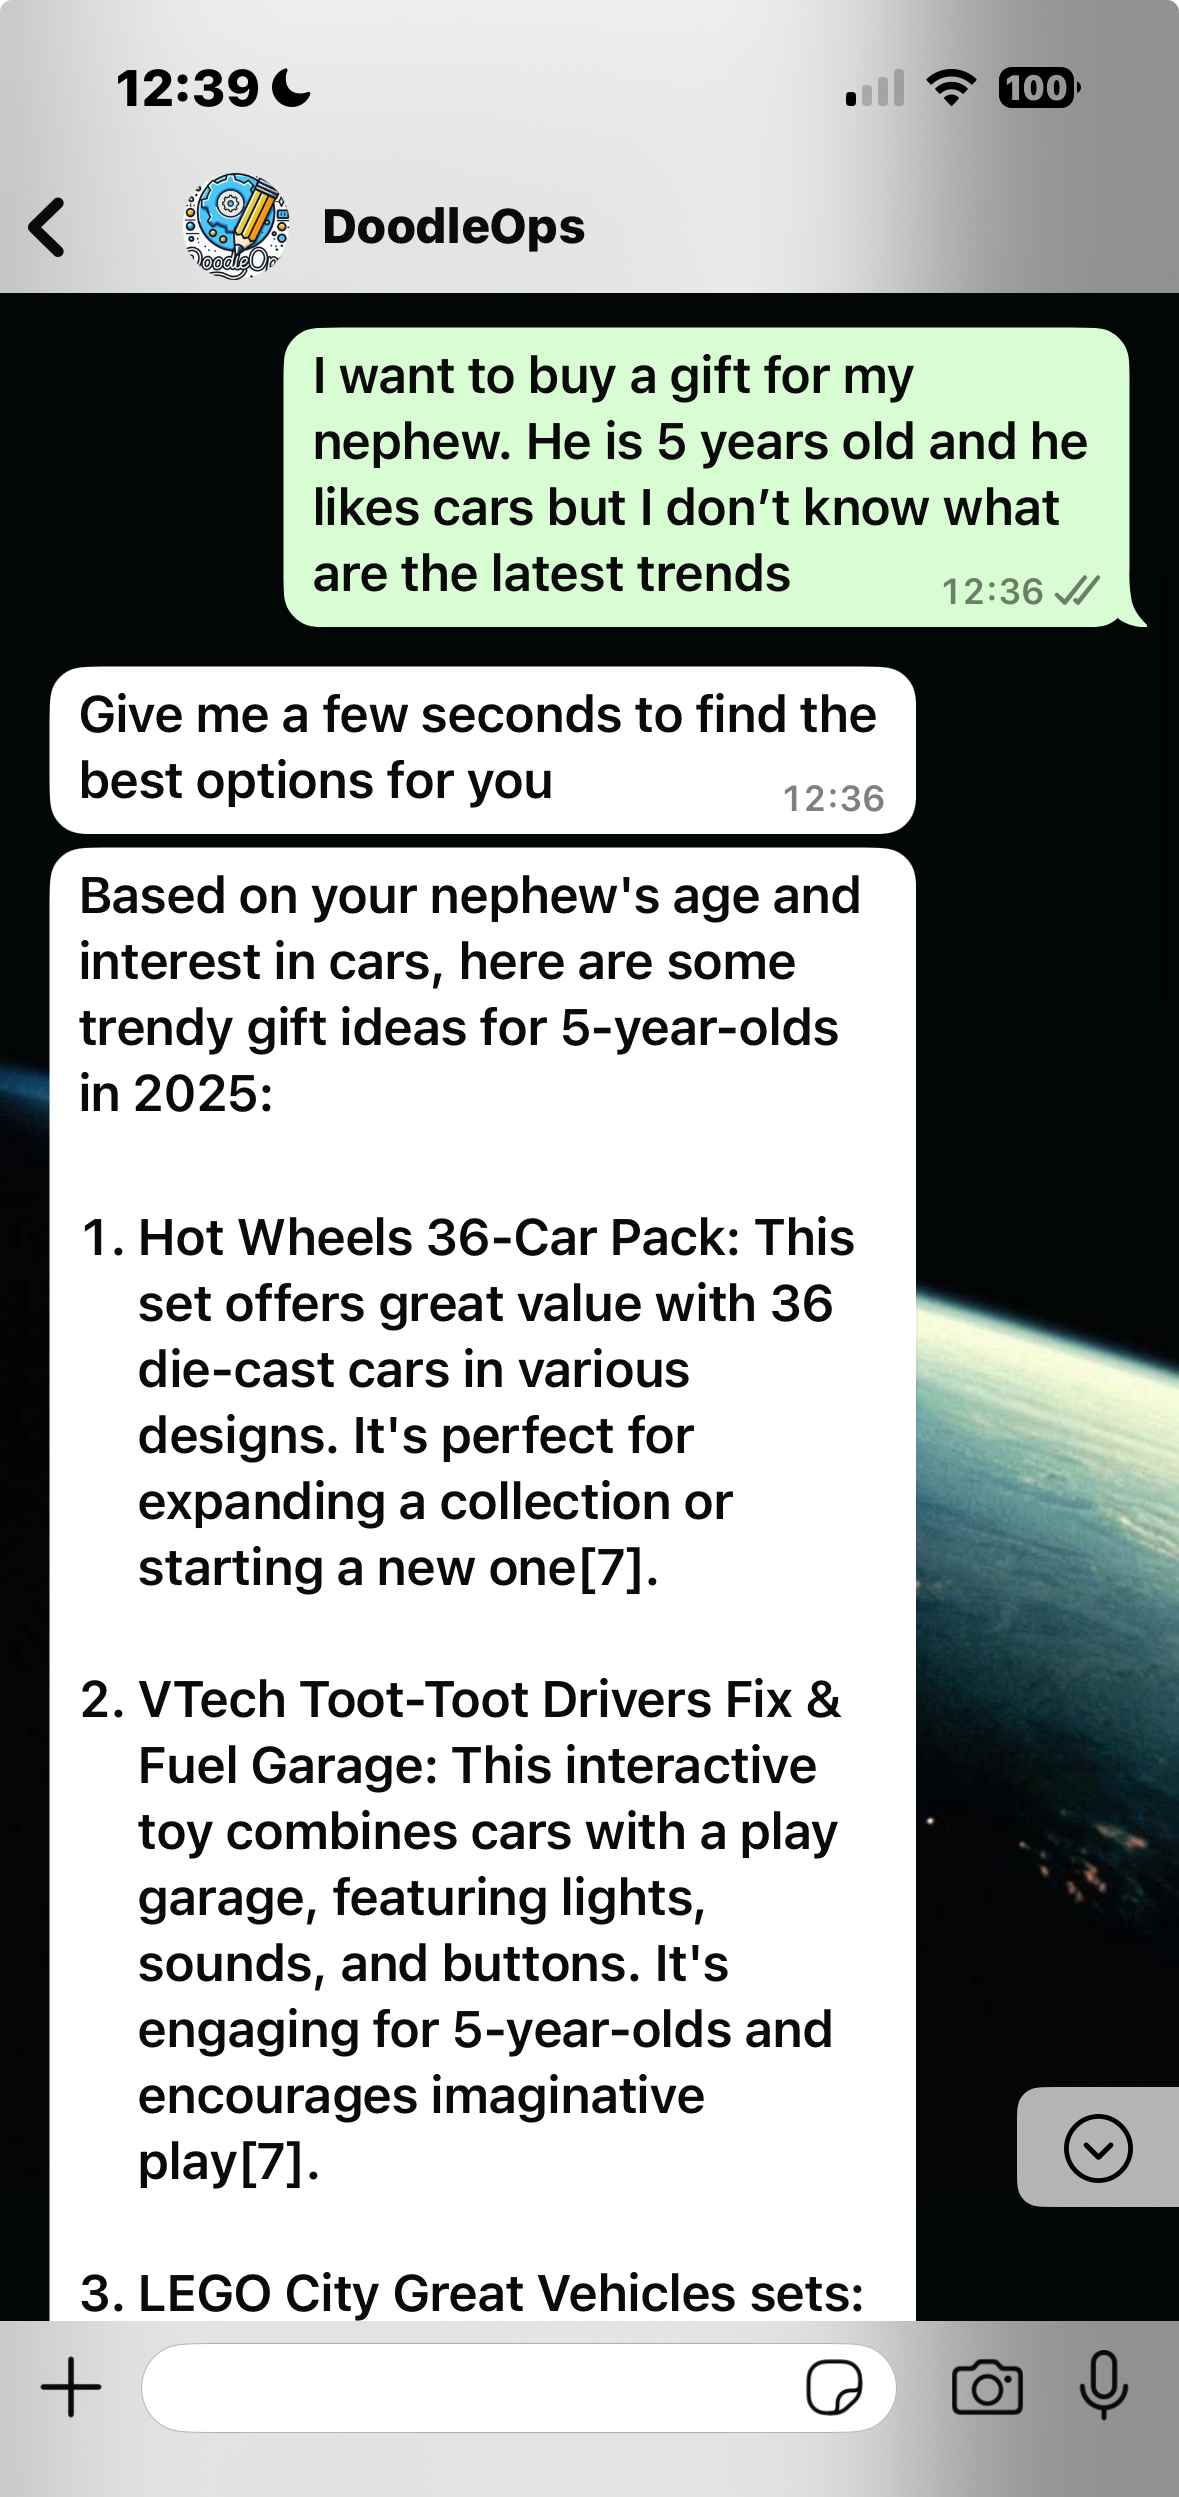 12:39
100
DoodleOps
DoodleOp
I want to buy a gift for my
nephew. He is 5 years old and he
likes cars but I don’t know what
are the latest trends
12:36
Give me a few seconds to find the
best options for you
12:36
Based on your nephew's age and
interest in cars, here are some
trendy gift ideas for 5-year-olds
in 2025:
1. Hot Wheels 36-Car Pack: This
set offers great value with 36
die-cast cars in various
designs. It's perfect for
expanding a collection or
starting a new one[7].
2. VTech Toot-Toot Drivers Fix &
Fuel Garage: This interactive
toy combines cars with a play
garage, featuring lights,
sounds, and buttons. It's
engaging for 5-year-olds and
encourages imaginative
play[7].
3. LEGO City Great Vehicles sets: